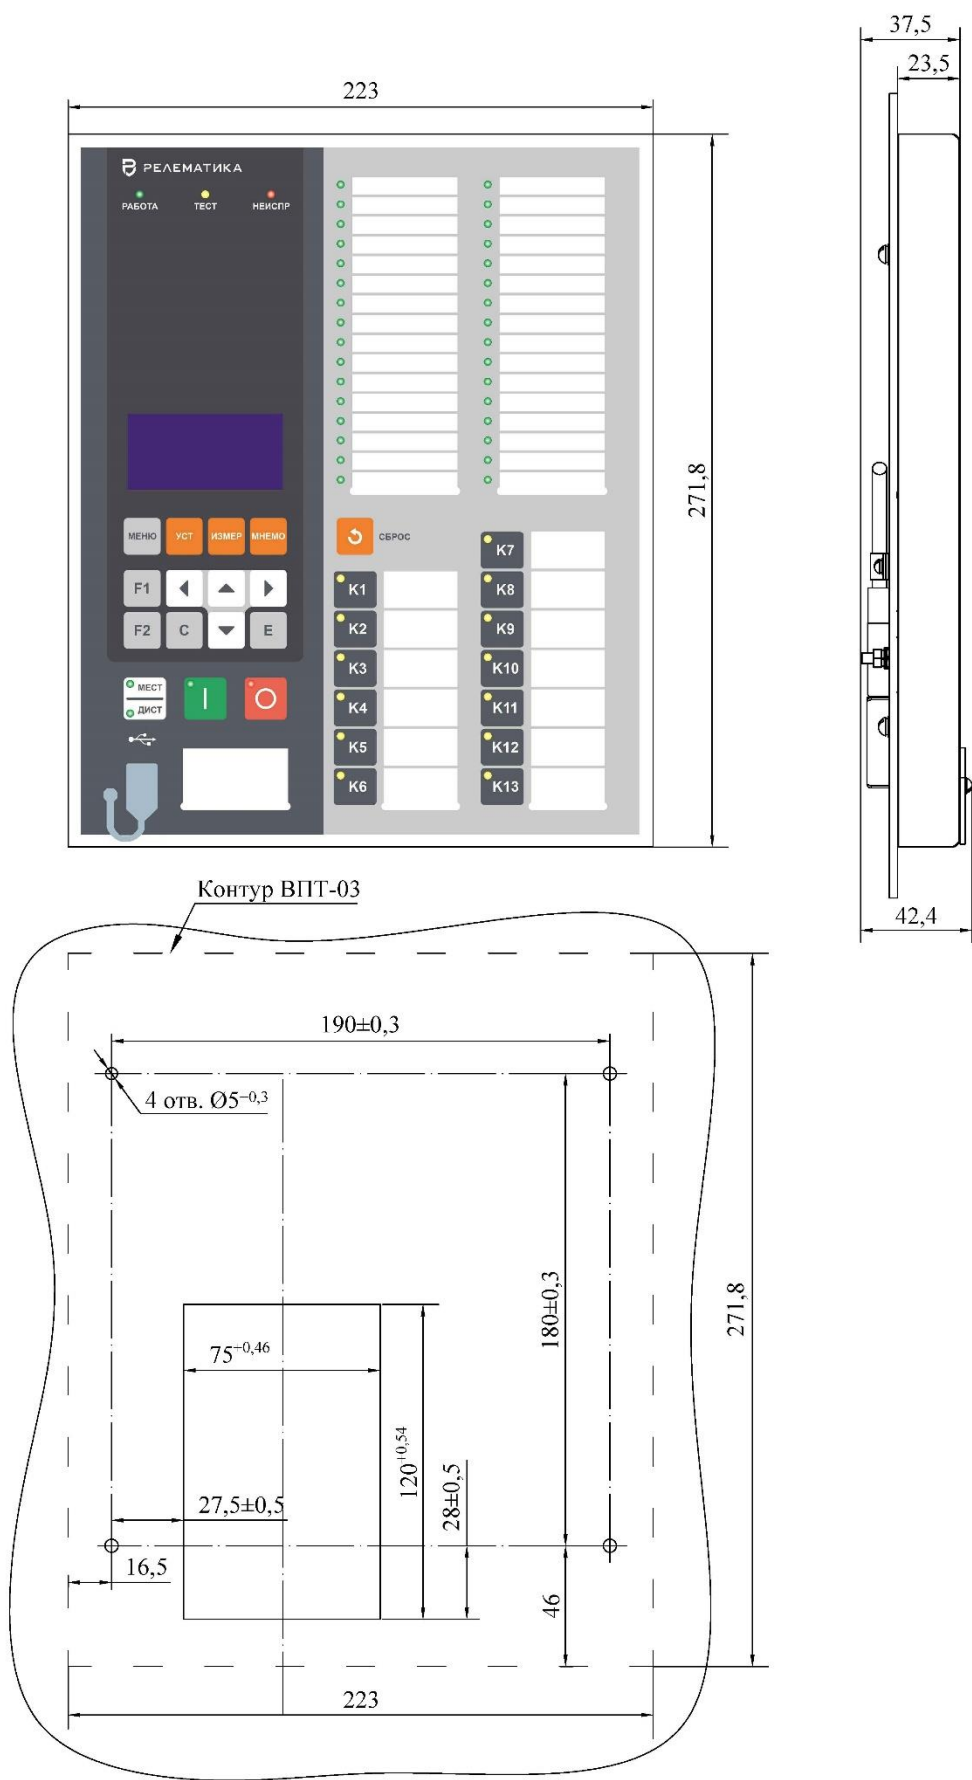 37,5
23,5
223
РЕЛЕМАТИКА
РАБОТА ТЕСТ НЕИСПР
271,8
МЕНЮ УСТ ИЗМЕР МНЕМО
СБРОС
K7
F1
K1 K8
F2 C E
K2 K9
K3 K10
МЕСТ
ДИСТ
I O
K4 K11
K5 K12
K6 K13
42,4
Контур ВПТ-03
190±0,3
4 отв. Ø5⁻⁰,³
180±0,3
271,8
75⁺⁰,⁴⁶
120⁺⁰,⁵⁴
28±0,5
27,5±0,5
16,5
46
223